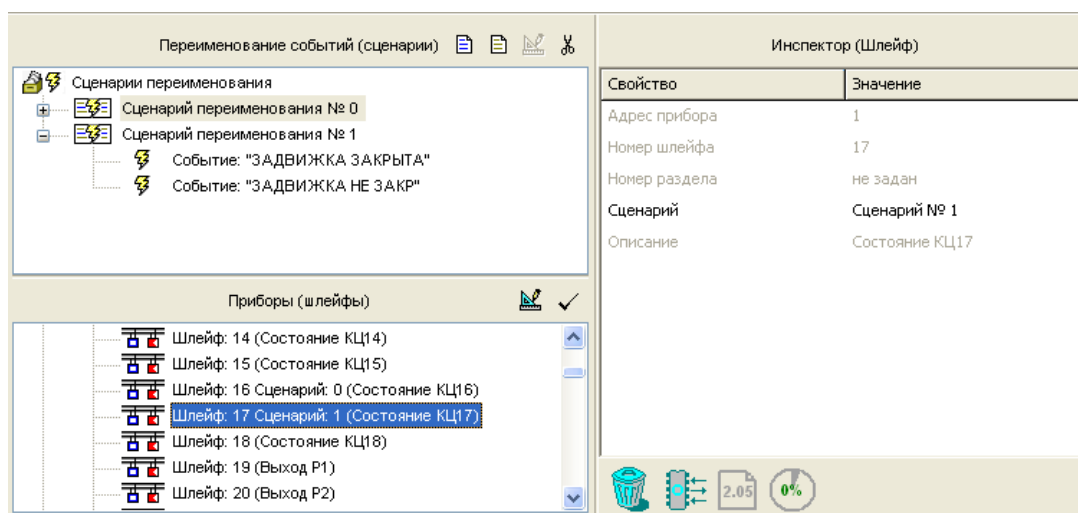 Переименование событий (сценарии)
Сценарии переименования
Сценарий переименования № 0
Сценарий переименования № 1
Событие: "ЗАДВИЖКА ЗАКРЫТА"
Событие: "ЗАДВИЖКА НЕ ЗАКР"
Приборы (шлейфы)
Шлейф: 14 (Состояние КЦ14)
Шлейф: 15 (Состояние КЦ15)
Шлейф: 16 Сценарий: 0 (Состояние КЦ16)
Шлейф: 17 Сценарий: 1 (Состояние КЦ17)
Шлейф: 18 (Состояние КЦ18)
Шлейф: 19 (Выход Р1)
Шлейф: 20 (Выход Р2)
Инспектор (Шлейф)
Свойство Значение
Адрес прибора 1
Номер шлейфа 17
Номер раздела не задан
Сценарий Сценарий № 1
Описание Состояние КЦ17
2.05 0%